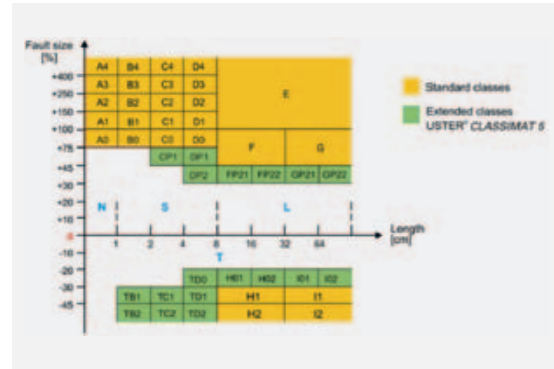 Fault size
[%]
A4 B4 C4 D4
+400
A3 B3 C3 D3
E
+250
A2 B2 C2 D2
+150
A1 B1 C1 D1
+100
A0 B0 C0 D0
F G
+75
CP1 DP1
+45
DP2 FP21 FP22 GP21 GP22
+30
+20
N S L
+10
1 2 4 8 16 32 64
Length
[cm]
-10
T
-20
TD0 H01 H02 I01 I02
-30
TB1 TC1 TD1 H1 I1
-45
TB2 TC2 TD2 H2 I2
Standard classes
Extended classes
USTER® CLASSIMAT 5